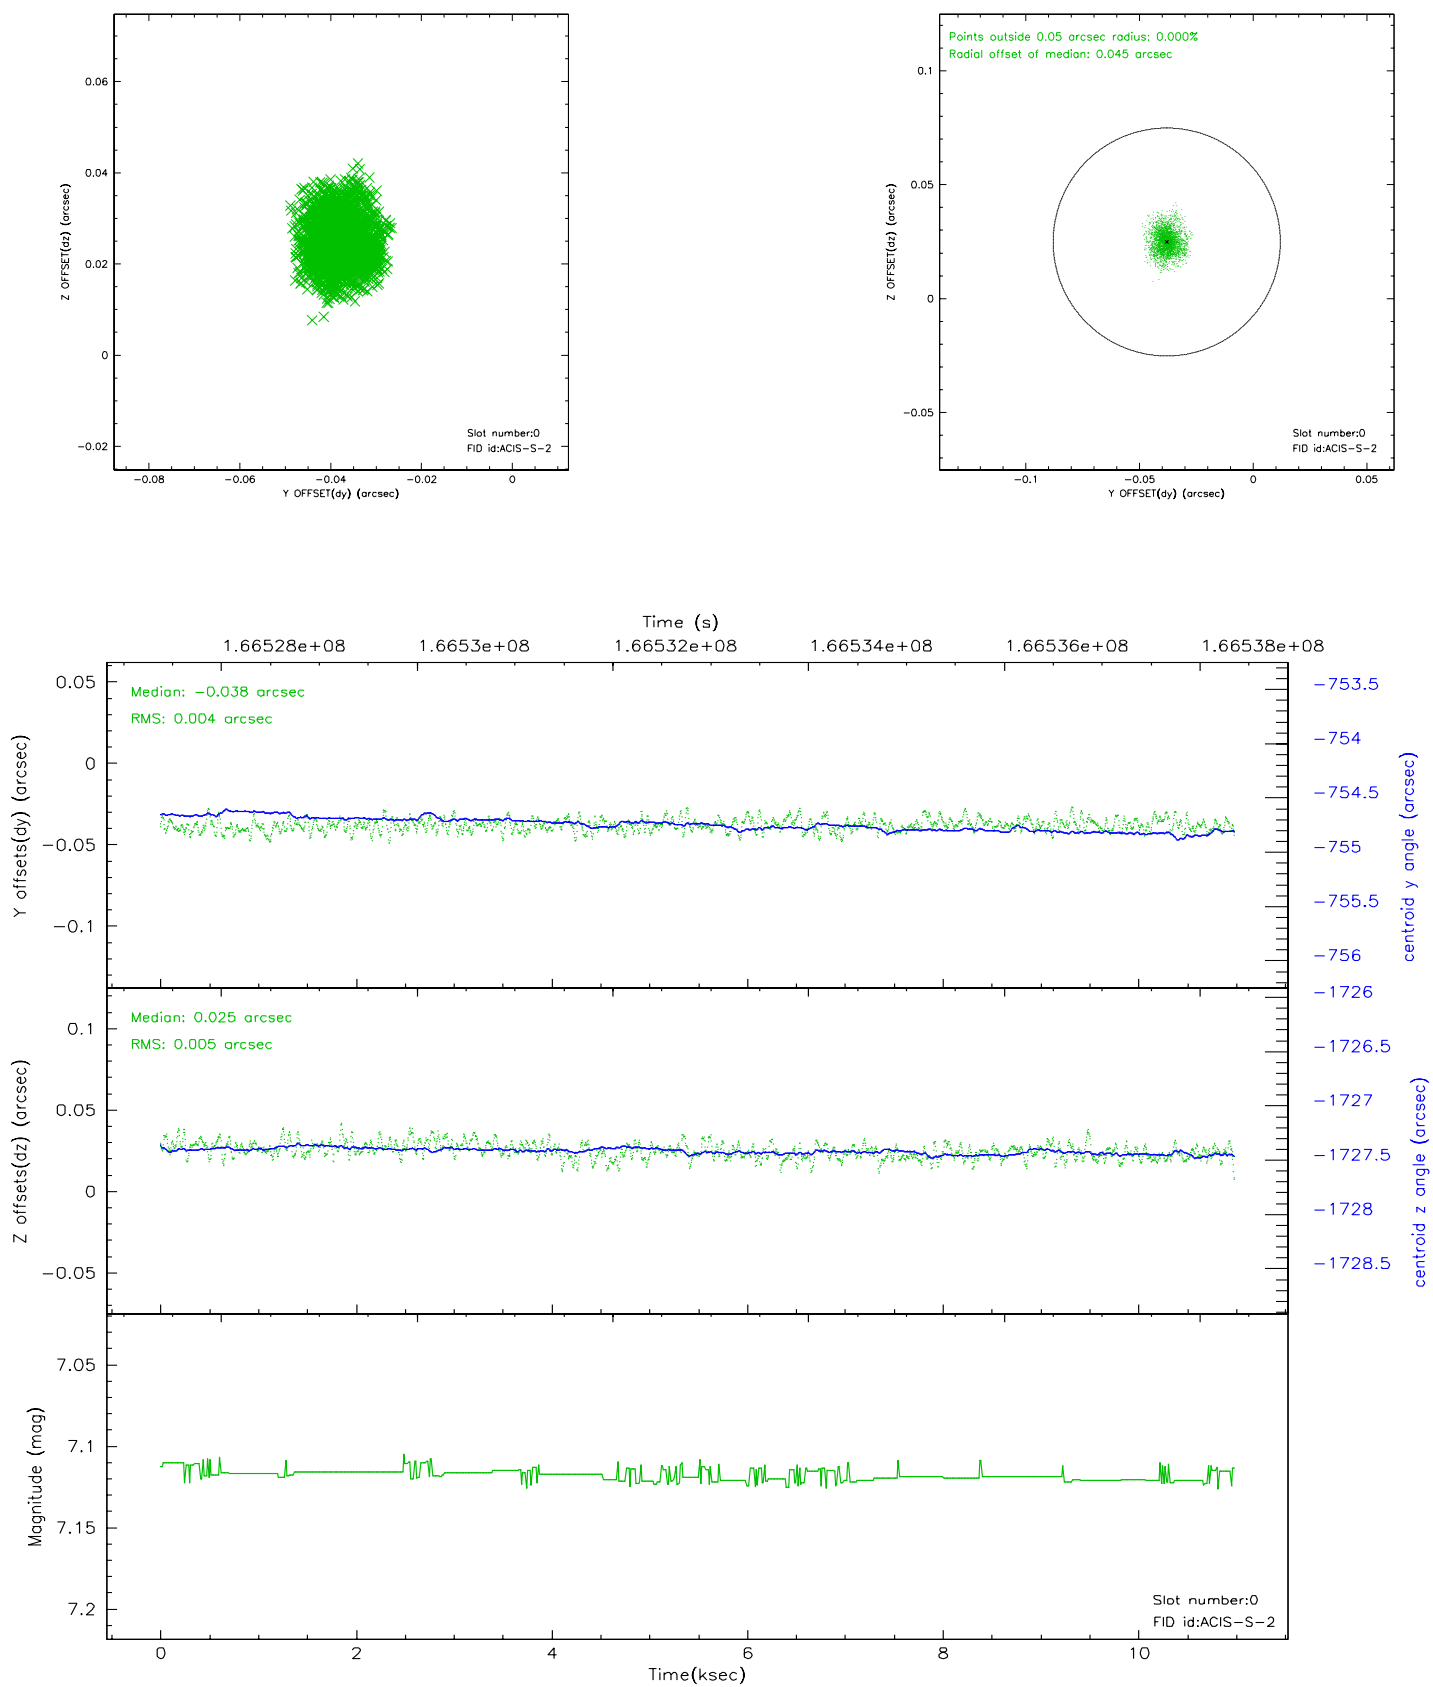 0.06
0.04
0.02
0
−0.02
Z OFFSET(dz) (arcsec)
Slot number:0
FID id:ACIS−S−2
−0.08 −0.06 −0.04 −0.02 0
Y OFFSET(dy) (arcsec)
Points outside 0.05 arcsec radius: 0.000%
Radial offset of median: 0.045 arcsec
0.1
0.05
0
−0.05
Z OFFSET(dz) (arcsec)
Slot number:0
FID id:ACIS−S−2
−0.1 −0.05 0 0.05
Y OFFSET(dy) (arcsec)
Time (s)
1.66528e+08 1.6653e+08 1.66532e+08 1.66534e+08 1.66536e+08 1.66538e+08
Median: −0.038 arcsec
RMS: 0.004 arcsec
0.05
0
−0.05
−0.1
Y offsets(dy) (arcsec)
−753.5
−754
−754.5
−755
−755.5
−756
centroid y angle (arcsec)
Median: 0.025 arcsec
RMS: 0.005 arcsec
0.1
0.05
0
−0.05
Z offsets(dz) (arcsec)
−1726
−1726.5
−1727
−1727.5
−1728
−1728.5
centroid z angle (arcsec)
7.05
7.1
7.15
7.2
Magnitude (mag)
Slot number:0
FID id:ACIS−S−2
0 2 4 6 8 10
Time(ksec)